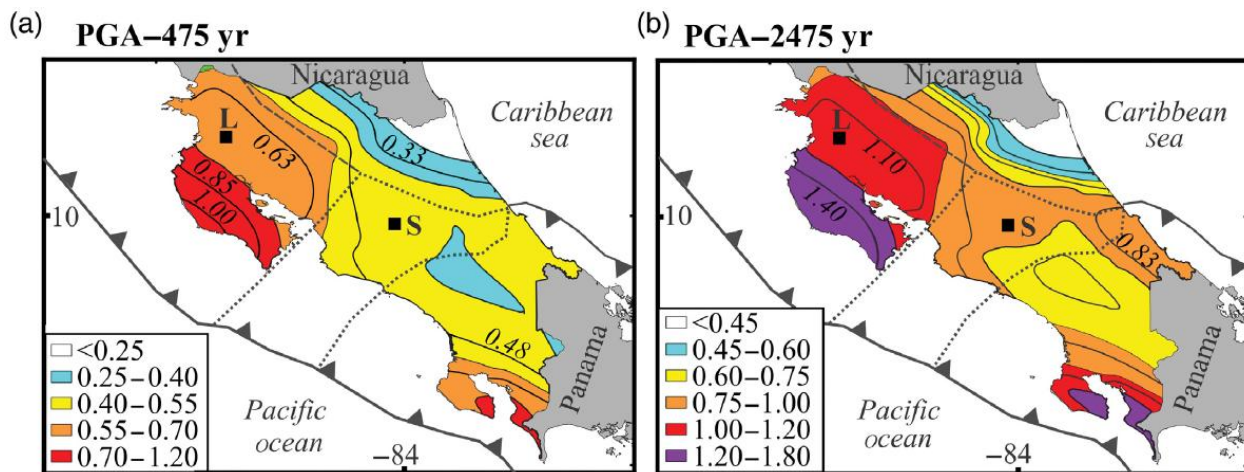 (a)
PGA–475 yr
Nicaragua
Caribbean
sea
L
0.63
0.33
0.85
1.00
10
S
0.48
Panama
Pacific
ocean
–84
<0.25
0.25–0.40
0.40–0.55
0.55–0.70
0.70–1.20
(b)
PGA–2475 yr
Nicaragua
Caribbean
sea
L
1.10
1.40
10
S
0.83
Panama
Pacific
ocean
–84
<0.45
0.45–0.60
0.60–0.75
0.75–1.00
1.00–1.20
1.20–1.80